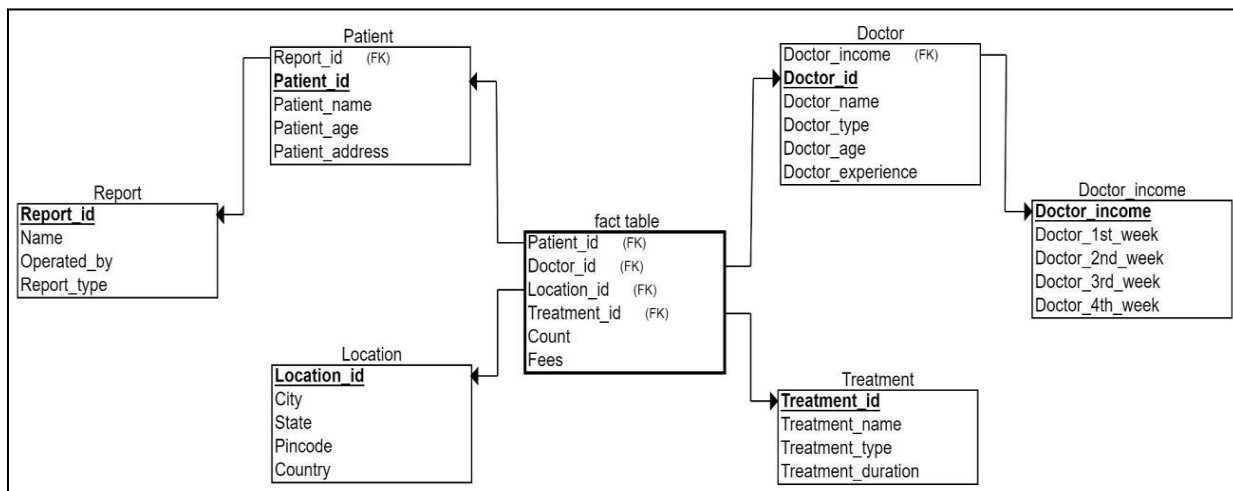 Patient
Report_id (FK)
Patient_id
Patient_name
Patient_age
Patient_address
Doctor
Doctor_income (FK)
Doctor_id
Doctor_name
Doctor_type
Doctor_age
Doctor_experience
Report
Report_id
Name
Operated_by
Report_type
fact table
Patient_id (FK)
Doctor_id (FK)
Location_id (FK)
Treatment_id (FK)
Count
Fees
Doctor_income
Doctor_income
Doctor_1st_week
Doctor_2nd_week
Doctor_3rd_week
Doctor_4th_week
Location
Location_id
City
State
Pincode
Country
Treatment
Treatment_id
Treatment_name
Treatment_type
Treatment_duration